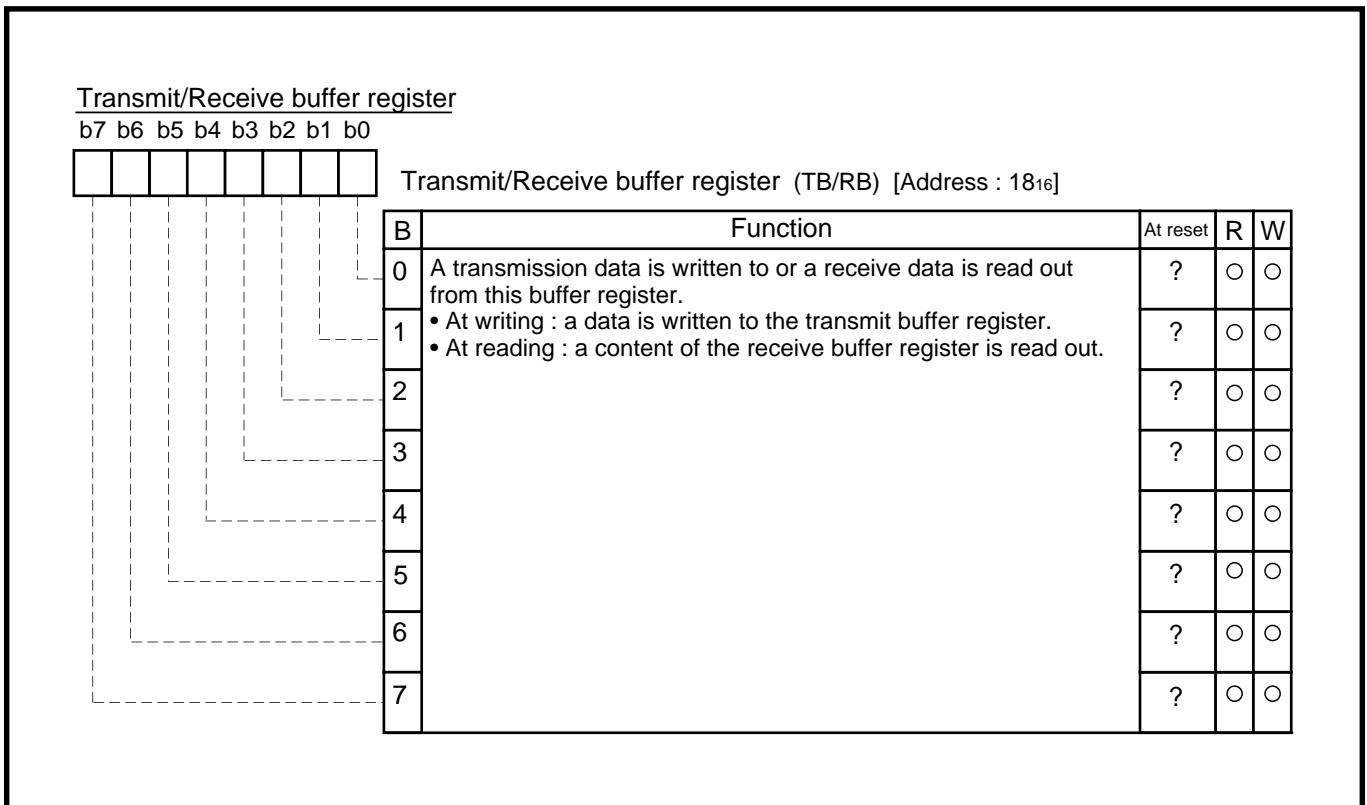 Transmit/Receive buffer register
b7 b6 b5 b4 b3 b2 b1 b0
Transmit/Receive buffer register (TB/RB) [Address : 18₁₆]
B Function At reset R W
0 A transmission data is written to or a receive data is read out ? ○ ○
from this buffer register.
1 • At writing : a data is written to the transmit buffer register. ? ○ ○
• At reading : a content of the receive buffer register is read out.
2 ? ○ ○
3 ? ○ ○
4 ? ○ ○
5 ? ○ ○
6 ? ○ ○
7 ? ○ ○